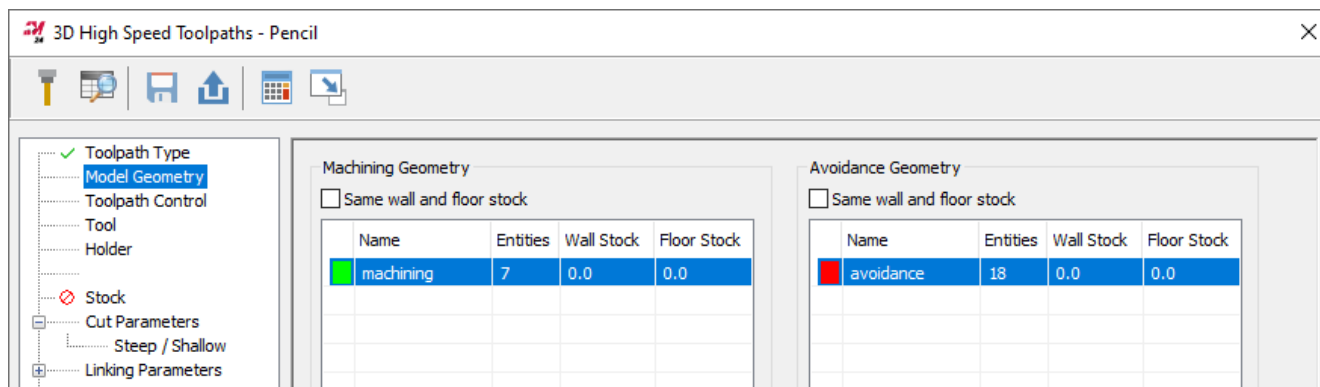 3D High Speed Toolpaths - Pencil
Toolpath Type
Model Geometry
Toolpath Control
Tool
Holder
Stock
Cut Parameters
Steep / Shallow
Linking Parameters
Machining Geometry
Same wall and floor stock
Name Entities Wall Stock Floor Stock
machining 7 0.0 0.0
Avoidance Geometry
Same wall and floor stock
Name Entities Wall Stock Floor Stock
avoidance 18 0.0 0.0